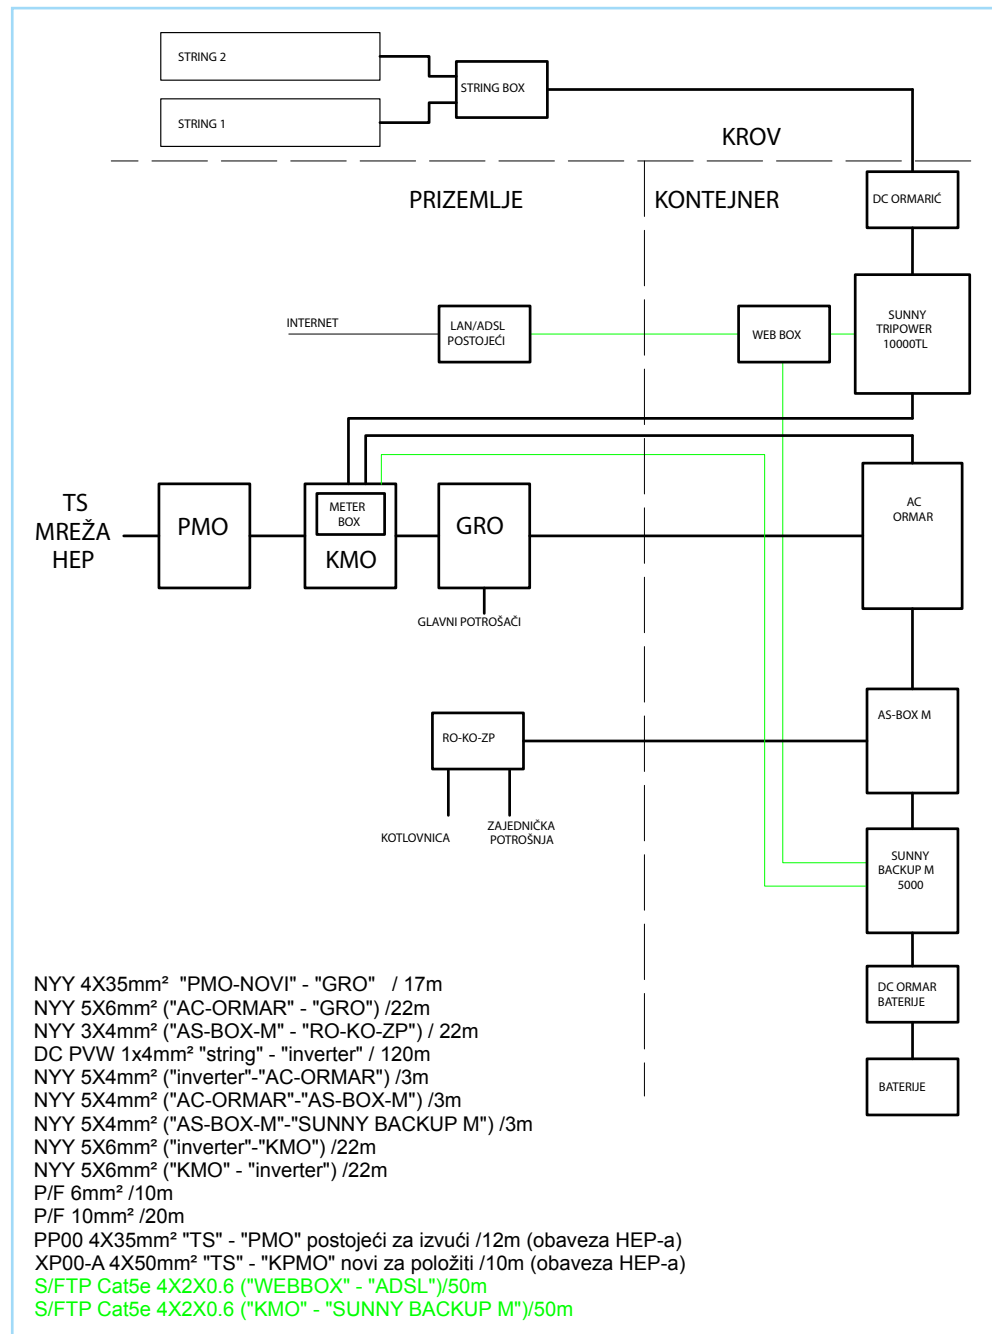 STRING 2
STRING BOX
STRING 1
KROV
PRIZEMLJE
KONTEJNER
DC ORMARIĆ
INTERNET
LAN/ADSL
POSTOJEĆI
WEB BOX
SUNNY
TRIPOWER
10000TL
TS
MREŽA
HEP
PMO
METER
BOX
KMO
GRO
AC
ORMAR
GLAVNI POTROŠAČI
AS-BOX M
RO-KO-ZP
KOTLOVNICA
ZAJEDNIČKA
POTROŠNJA
SUNNY
BACKUP M
5000
DC ORMAR
BATERIJE
BATERIJE
NYY 4X35mm² "PMO-NOVI" - "GRO" / 17m
NYY 5X6mm² ("AC-ORMAR" - "GRO") /22m
NYY 3X4mm² ("AS-BOX-M" - "RO-KO-ZP") / 22m
DC PVW 1x4mm² "string" - "inverter" / 120m
NYY 5X4mm² ("inverter"-"AC-ORMAR") /3m
NYY 5X4mm² ("AC-ORMAR"-"AS-BOX-M") /3m
NYY 5X4mm² ("AS-BOX-M"-"SUNNY BACKUP M") /3m
NYY 5X6mm² ("inverter"-"KMO") /22m
NYY 5X6mm² ("KMO" - "inverter") /22m
P/F 6mm² /10m
P/F 10mm² /20m
PP00 4X35mm² "TS" - "PMO" postojeći za izvući /12m (obaveza HEP-a)
XP00-A 4X50mm² "TS" - "KPMO" novi za položiti /10m (obaveza HEP-a)
S/FTP Cat5e 4X2X0.6 ("WEBBOX" - "ADSL")/50m
S/FTP Cat5e 4X2X0.6 ("KMO" - "SUNNY BACKUP M")/50m